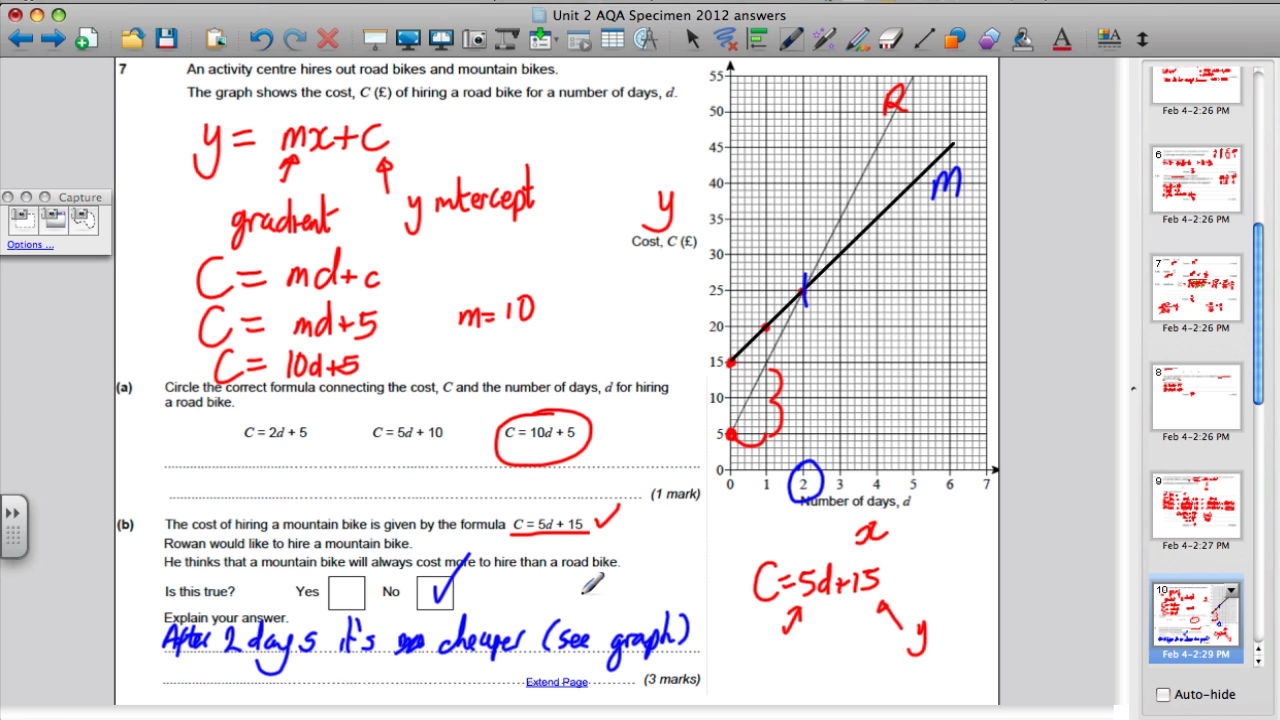 Unit 2 AQA Specimen 2012 answers
Capture
Options ...
7 An activity centre hires out road bikes and mountain bikes.
The graph shows the cost, C (£) of hiring a road bike for a number of days, d.
y = mx+c
gradient
y intercept
C = md+c
C = md+5
m=10
C = 10d+5
(a) Circle the correct formula connecting the cost, C and the number of days, d for hiring
a road bike.
C = 2d + 5 C = 5d + 10 C = 10d + 5
(1 mark)
(b) The cost of hiring a mountain bike is given by the formula C = 5d + 15
Rowan would like to hire a mountain bike.
He thinks that a mountain bike will always cost more to hire than a road bike.
Is this true? Yes No
Explain your answer.
After 2 days it's cheaper (see graph)
Extend Page
(3 marks)
y
Cost, C (£)
55
50
45
40
35
30
25
20
15
10
5
0
R
M
0 1 2 3 4 5 6 7
Number of days, d
x
C=5d+15
y
Feb 4-2:26 PM
6
Feb 4-2:26 PM
7
Feb 4-2:26 PM
8
Feb 4-2:26 PM
9
Feb 4-2:27 PM
10
Feb 4-2:29 PM
Auto-hide